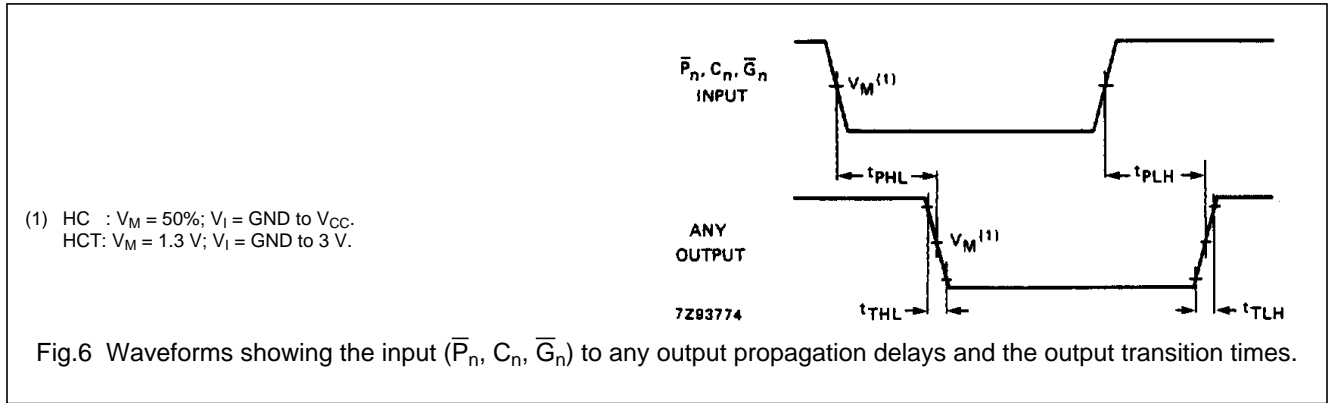 P̅n, Cn, G̅n
INPUT
VM(1)
tPHL
tPLH
(1) HC : VM = 50%; VI = GND to VCC.
HCT: VM = 1.3 V; VI = GND to 3 V.
ANY
OUTPUT
VM(1)
7Z93774
tTHL
tTLH
Fig.6 Waveforms showing the input (P̅n, Cn, G̅n) to any output propagation delays and the output transition times.